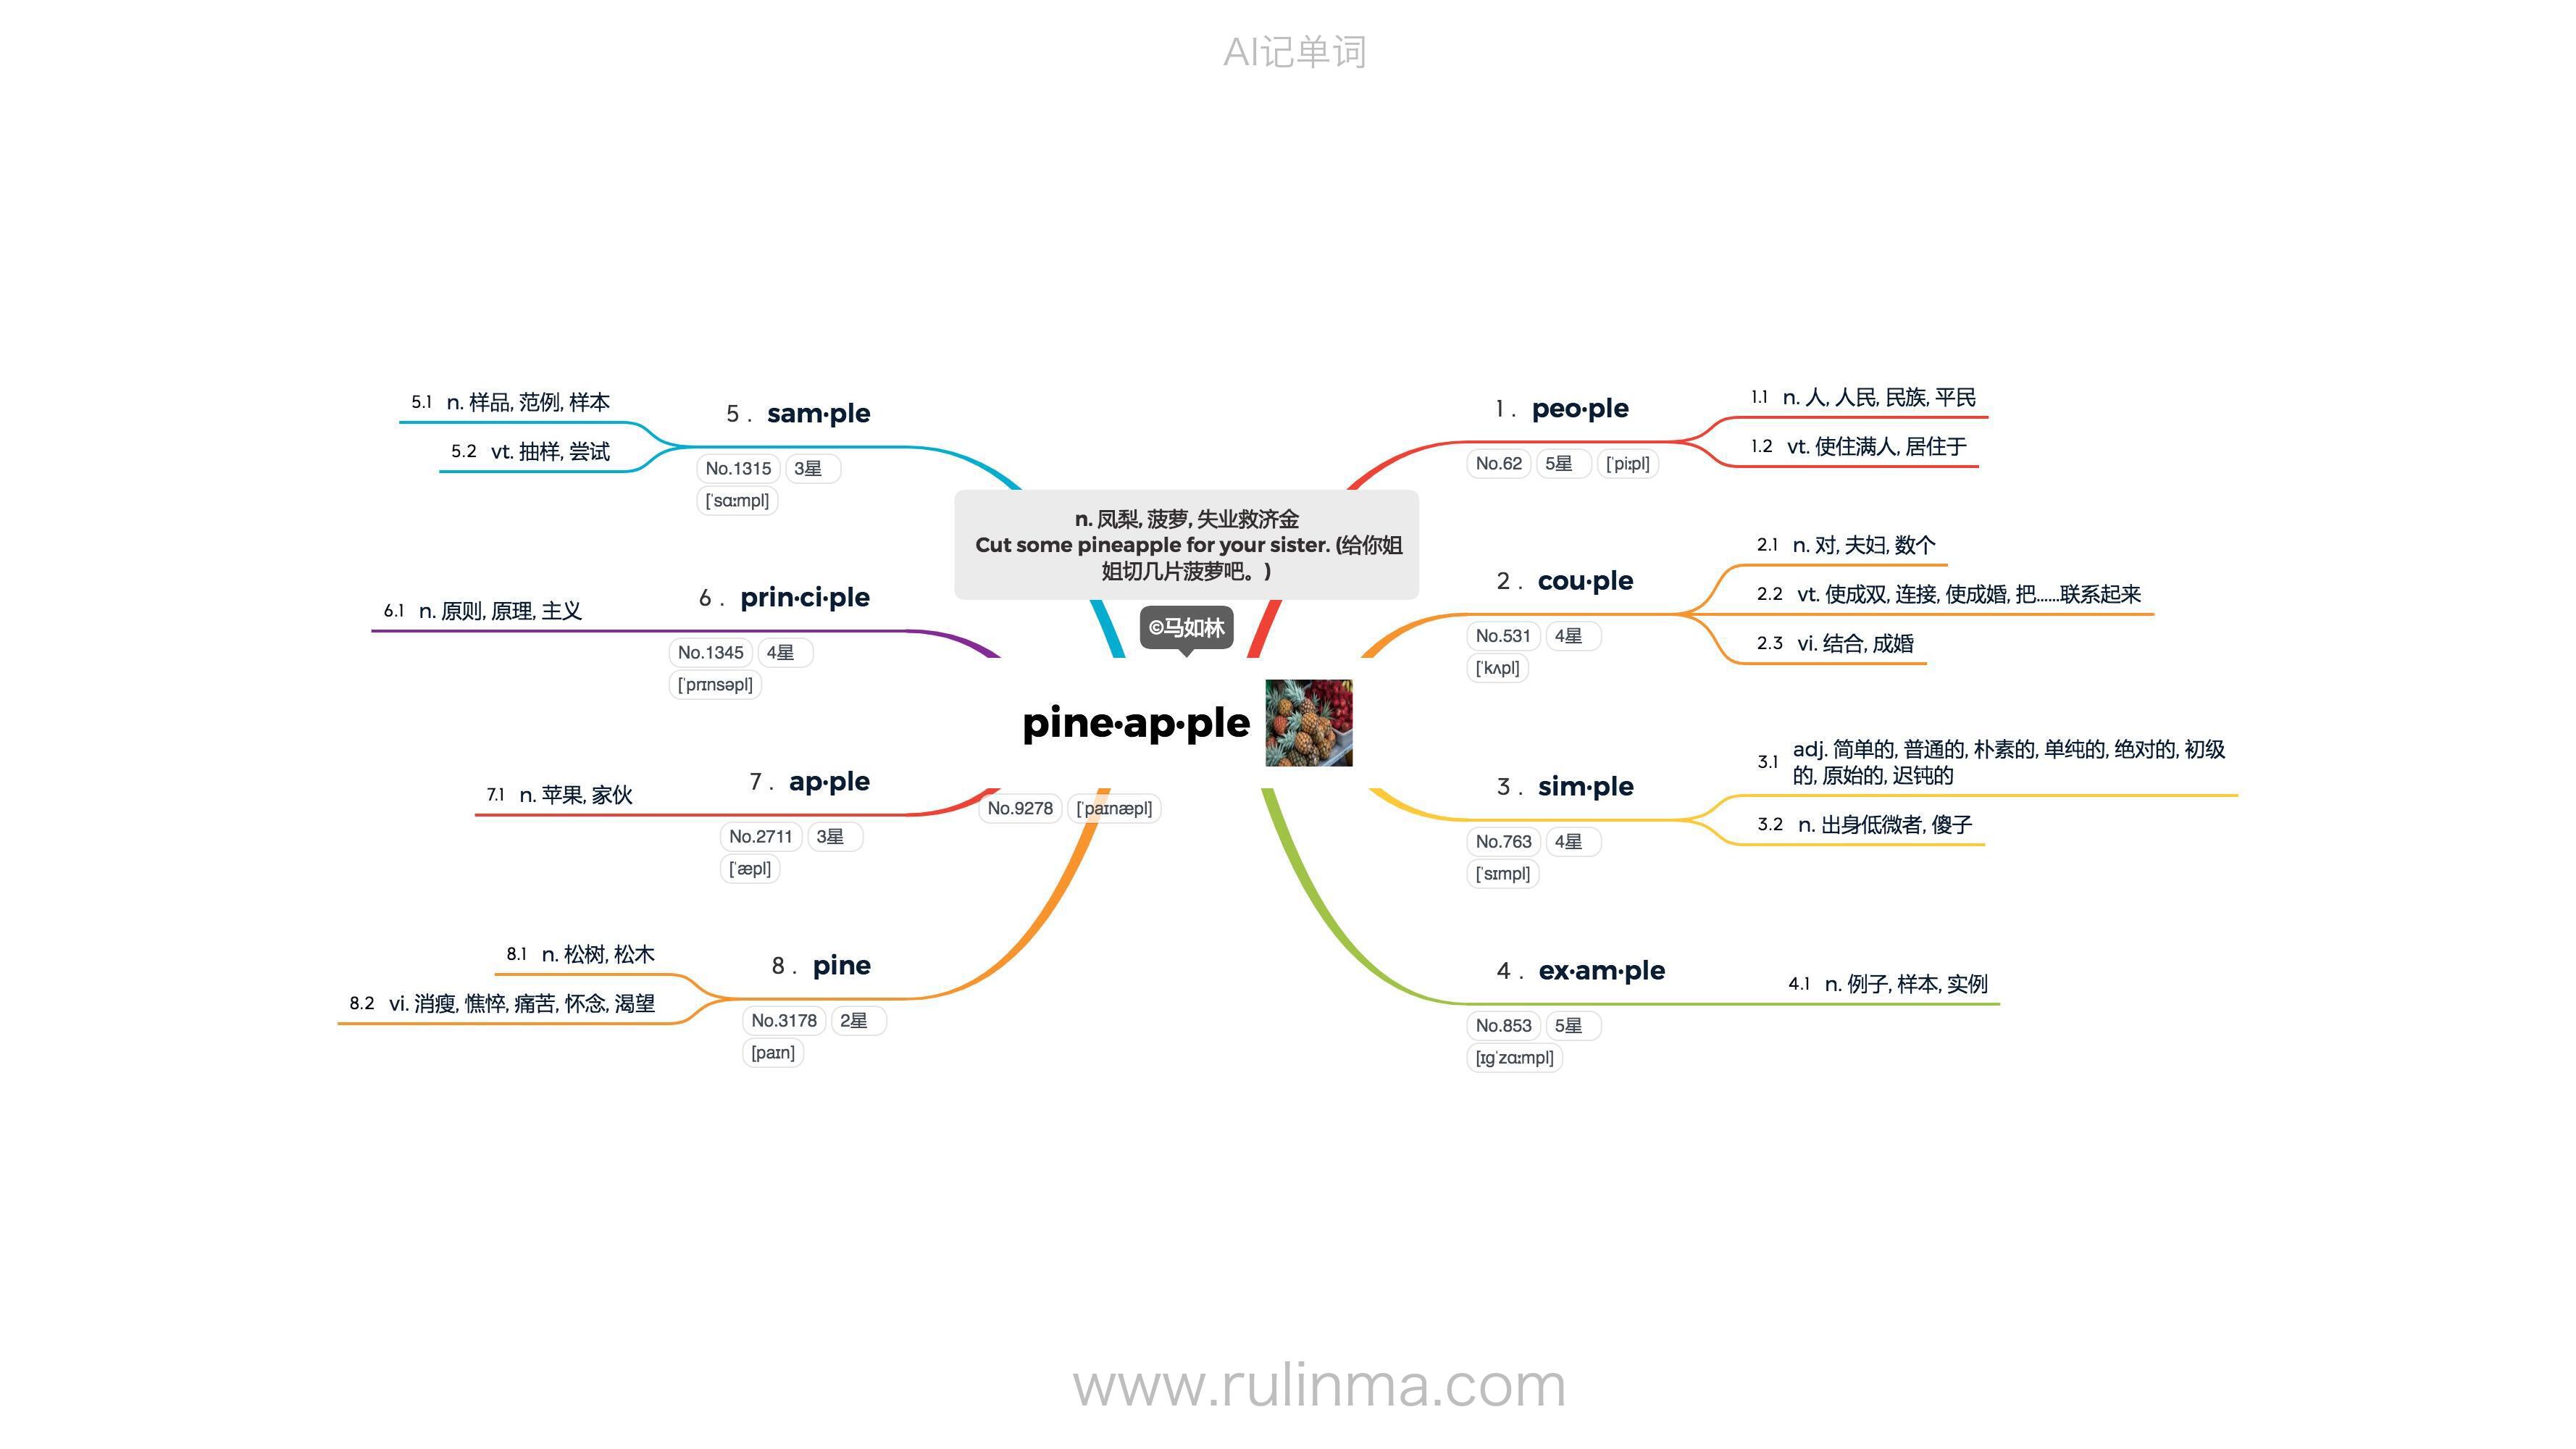 AI记单词
n. 凤梨, 菠萝, 失业救济金
Cut some pineapple for your sister. (给你姐
姐切几片菠萝吧。)
©马如林
pine·ap·ple
No.9278 [ˈpaɪnæpl]
1 . peo·ple
No.62 5星 [ˈpiːpl]
1.1 n. 人, 人民, 民族, 平民
1.2 vt. 使住满人, 居住于
2 . cou·ple
No.531 4星
[ˈkʌpl]
2.1 n. 对, 夫妇, 数个
2.2 vt. 使成双, 连接, 使成婚, 把......联系起来
2.3 vi. 结合, 成婚
3 . sim·ple
No.763 4星
[ˈsɪmpl]
3.1 adj. 简单的, 普通的, 朴素的, 单纯的, 绝对的, 初级
的, 原始的, 迟钝的
3.2 n. 出身低微者, 傻子
4 . ex·am·ple
No.853 5星
[ɪgˈzɑːmpl]
4.1 n. 例子, 样本, 实例
5 . sam·ple
No.1315 3星
[ˈsɑːmpl]
5.1 n. 样品, 范例, 样本
5.2 vt. 抽样, 尝试
6 . prin·ci·ple
No.1345 4星
[ˈprɪnsəpl]
6.1 n. 原则, 原理, 主义
7 . ap·ple
No.2711 3星
[ˈæpl]
7.1 n. 苹果, 家伙
8 . pine
No.3178 2星
[paɪn]
8.1 n. 松树, 松木
8.2 vi. 消瘦, 憔悴, 痛苦, 怀念, 渴望
www.rulinma.com